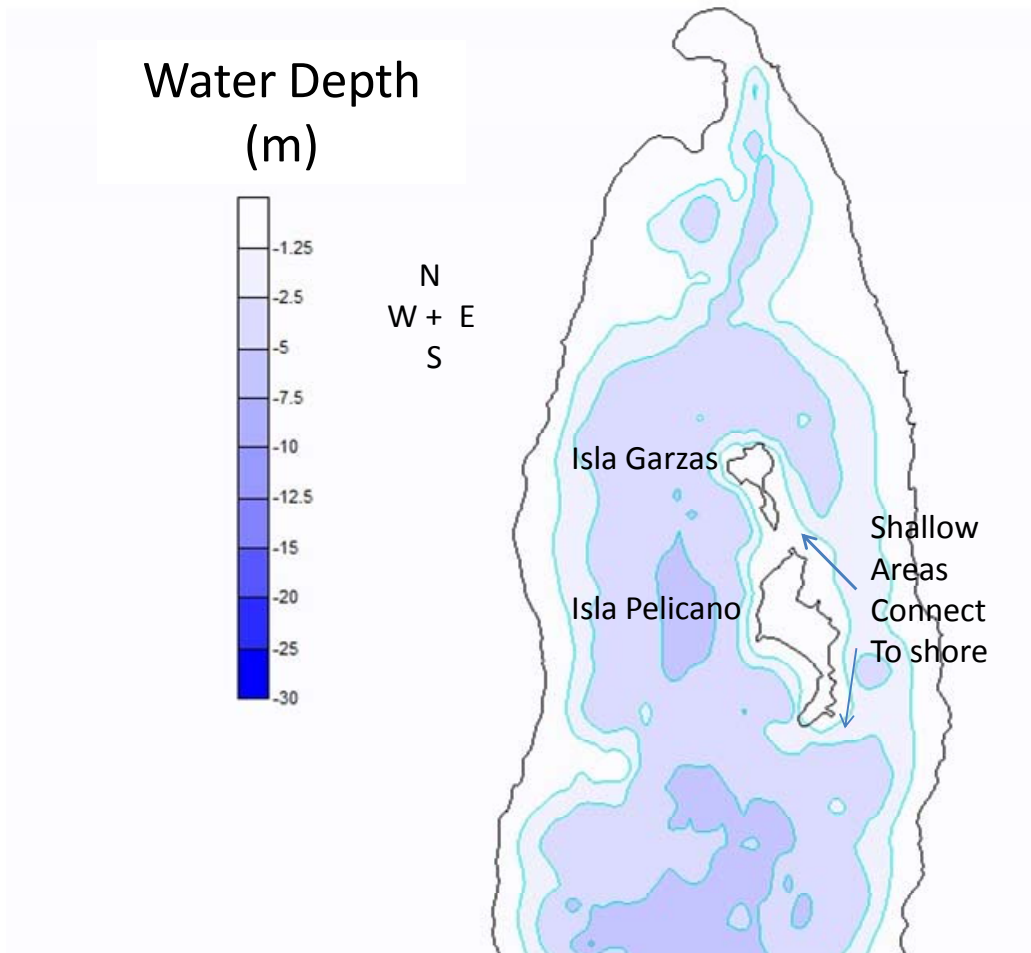 Water Depth
(m)
-1.25
-2.5
-5
-7.5
-10
-12.5
-15
-20
-25
-30
N
W + E
S
Isla Garzas
Isla Pelicano
Shallow
Areas
Connect
To shore